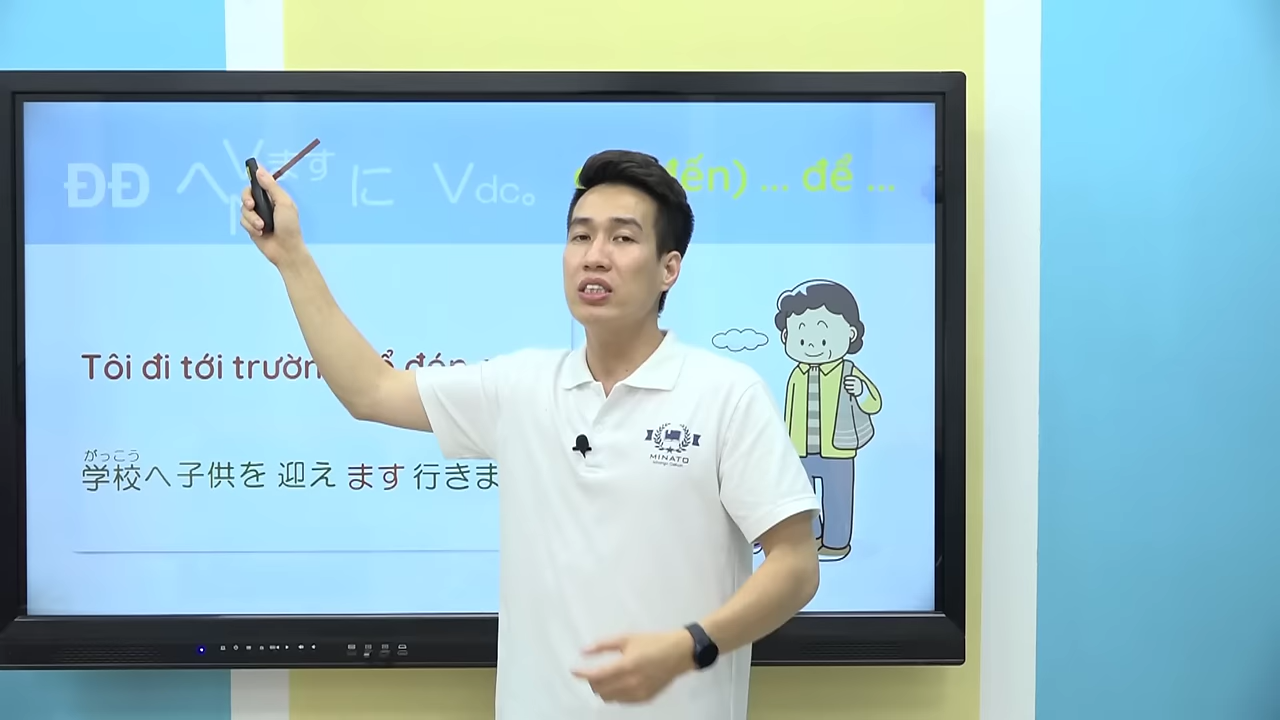 ĐĐ へ Vます に Vdc。 đến) ... để ...
Tôi đi tới
がっこう
学校へ子供を 迎え ます 行きま
MINATO